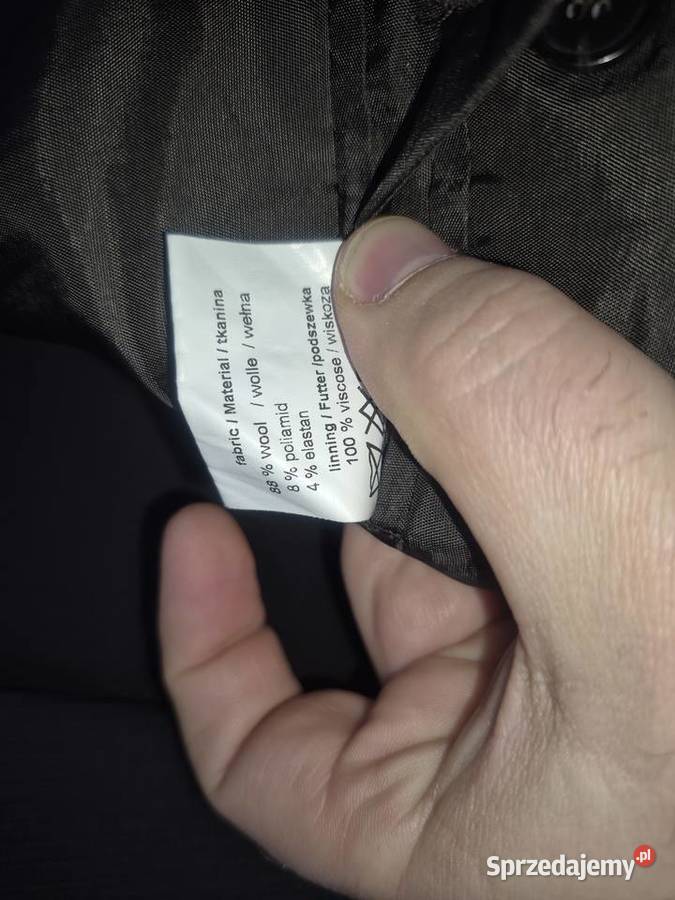 fabric / Material / tkanina
88 % wool / wolle / wełna
8 % poliamid
4 % elastan
linning / Futter /podszewka
100 % viscose / wiskoza
Sprzedajemy.pl